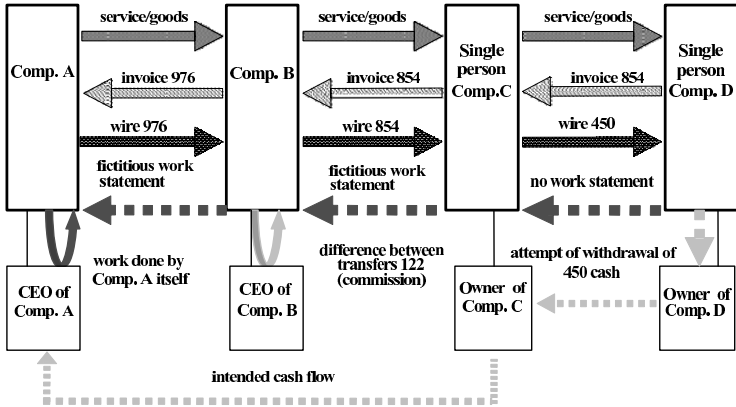 service/goods
service/goods
service/goods
Comp. A
Comp. B
Single
person
Comp.C
Single
person
Comp. D
invoice 976
invoice 854
invoice 854
wire 976
wire 854
wire 450
fictitious work
statement
fictitious work
statement
no work statement
work done by
Comp. A itself
difference between
transfers 122
(commission)
attempt of withdrawal of
450 cash
CEO of
Comp. A
CEO of
Comp. B
Owner of
Comp. C
Owner of
Comp. D
intended cash flow